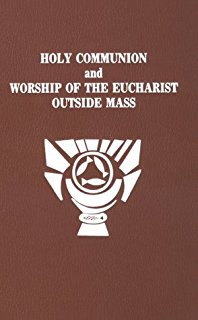 HOLY COMMUNION
and
WORSHIP OF THE EUCHARIST
OUTSIDE MASS